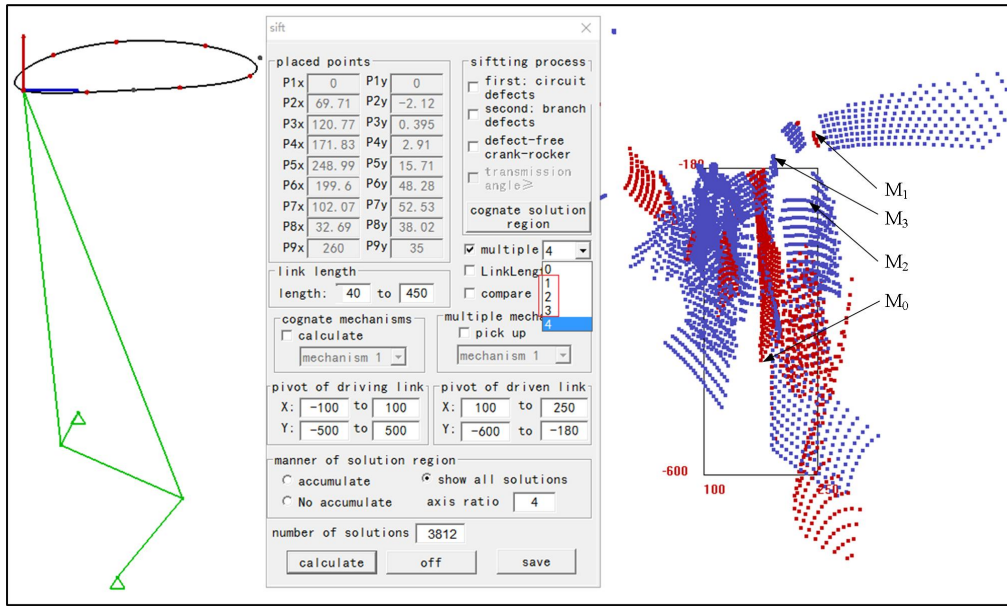 sift
placed points
P1x 0 P1y 0
P2x 69.71 P2y -2.12
P3x 120.77 P3y 0.395
P4x 171.83 P4y 2.91
P5x 248.99 P5y 15.71
P6x 199.6 P6y 48.28
P7x 102.07 P7y 52.53
P8x 32.69 P8y 38.02
P9x 260 P9y 35
link length
length: 40 to 450
siftting process
first: circuit
defects
second: branch
defects
defect-free
crank-rocker
transmission
angle≥
cognate solution
region
multiple 4
0
1
2
3
4
LinkLengt
compare
cognate mechanisms
calculate
mechanism 1
multiple mecha
pick up
mechanism 1
pivot of driving link
X: -100 to 100
Y: -500 to 500
pivot of driven link
X: 100 to 250
Y: -600 to -180
manner of solution region
accumulate
show all solutions
No accumulate
axis ratio 4
number of solutions 3812
calculate
off
save
-180
M1
M3
M2
M0
-600
100
250